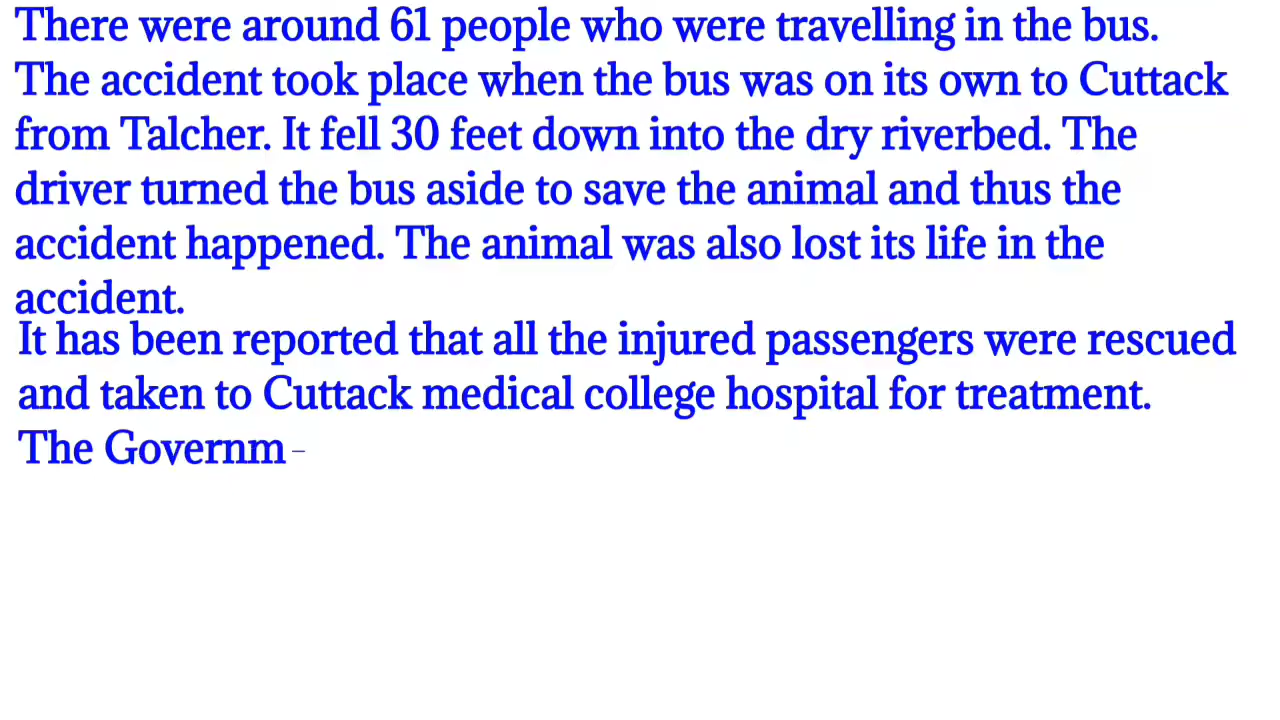 There were around 61 people who were travelling in the bus.
The accident took place when the bus was on its own to Cuttack
from Talcher. It fell 30 feet down into the dry riverbed. The
driver turned the bus aside to save the animal and thus the
accident happened. The animal was also lost its life in the
accident.
It has been reported that all the injured passengers were rescued
and taken to Cuttack medical college hospital for treatment.
The Governm